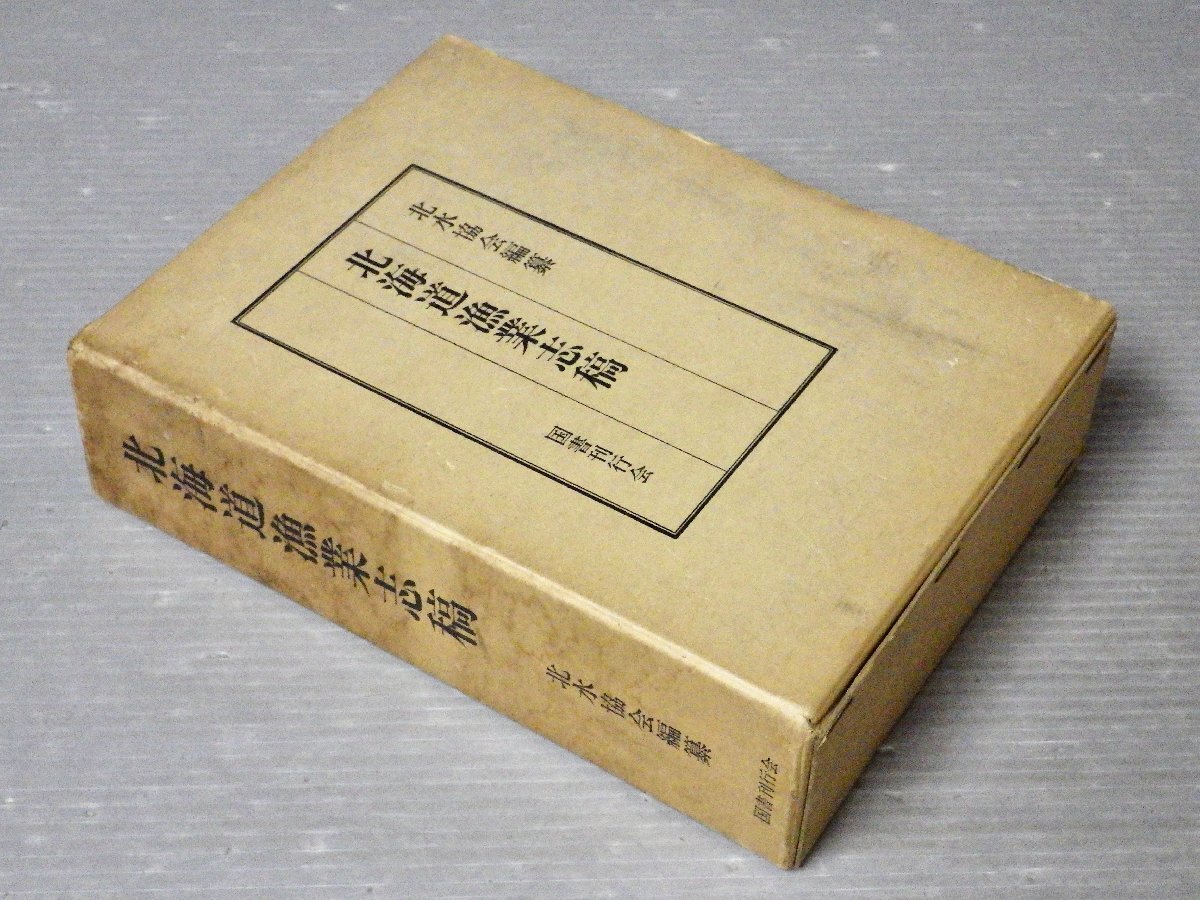 北水協会編纂
北海道漁業志稿
国書刊行会
北海道漁業志稿
北水協会編纂
国書刊行会